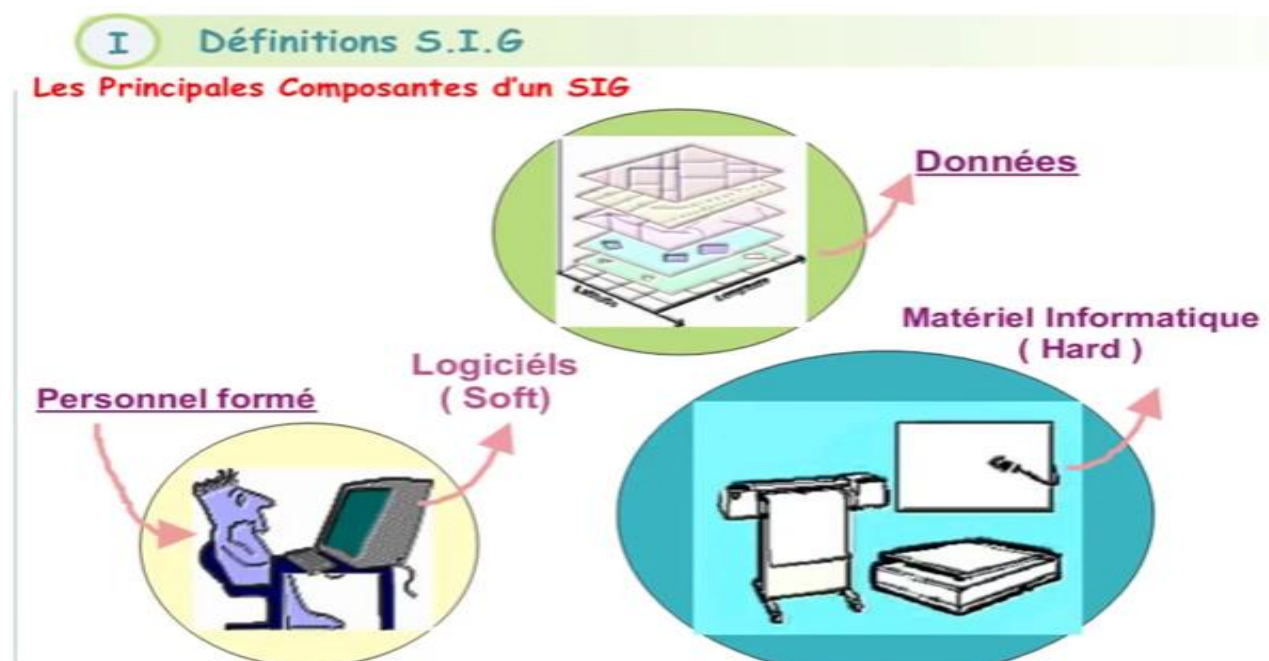 I Définitions S.I.G
Les Principales Composantes d'un SIG
Données
Matériel Informatique
( Hard )
Logiciéls
( Soft)
Personnel formé